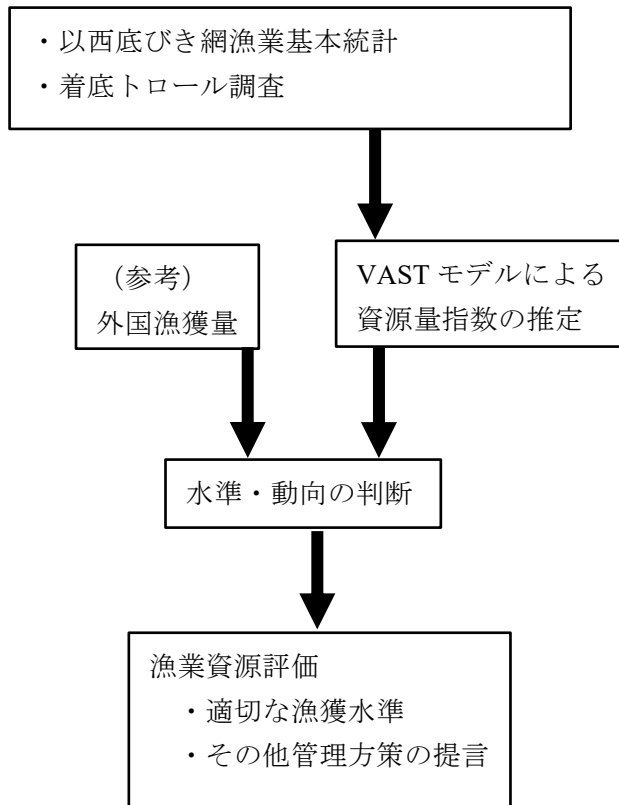 ・以西底びき網漁業基本統計
・着底トロール調査
（参考）
外国漁獲量
VAST モデルによる
資源量指数の推定
水準・動向の判断
漁業資源評価
・適切な漁獲水準
・その他管理方策の提言